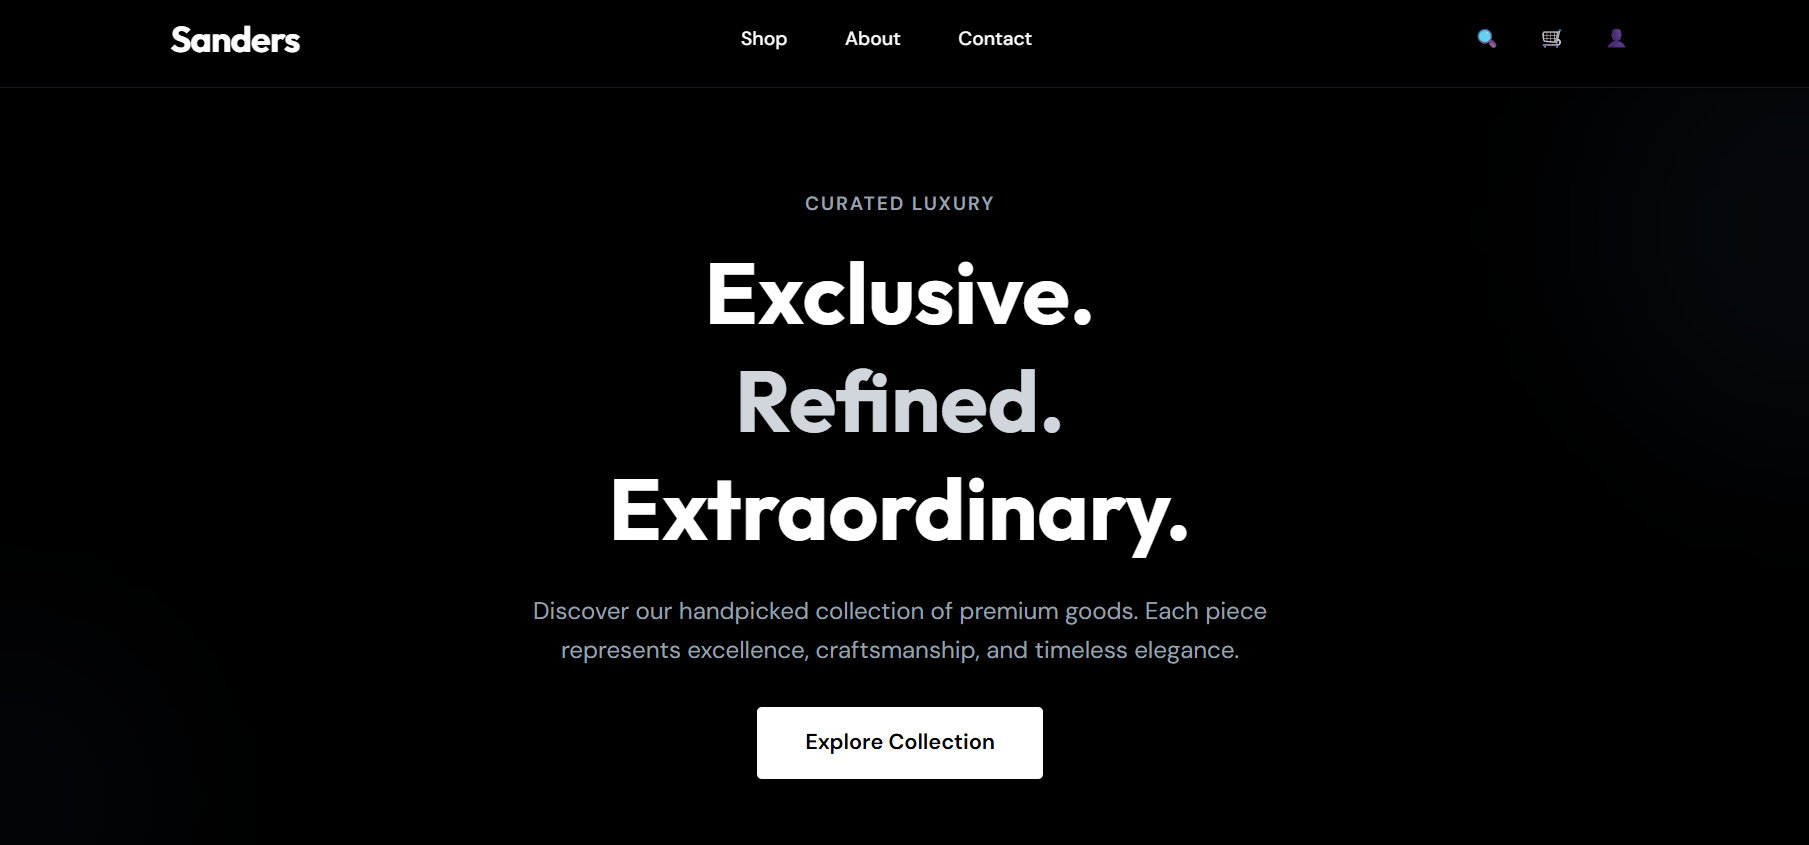 Sanders
Shop About Contact
CURATED LUXURY
Exclusive.
Refined.
Extraordinary.
Discover our handpicked collection of premium goods. Each piece
represents excellence, craftsmanship, and timeless elegance.
Explore Collection